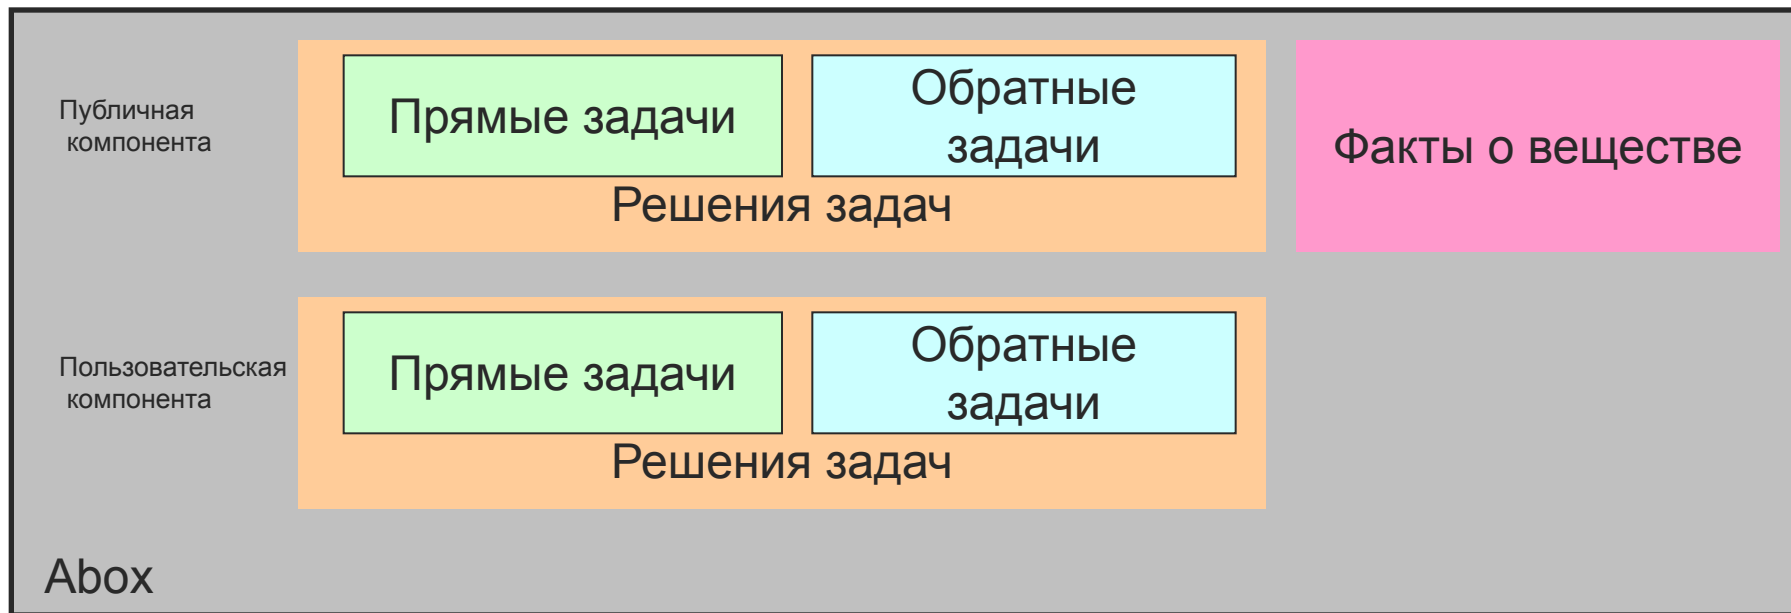 Публичная
компонента
Прямые задачи
Обратные
задачи
Решения задач
Факты о веществе
Пользовательская
компонента
Прямые задачи
Обратные
задачи
Решения задач
Abox